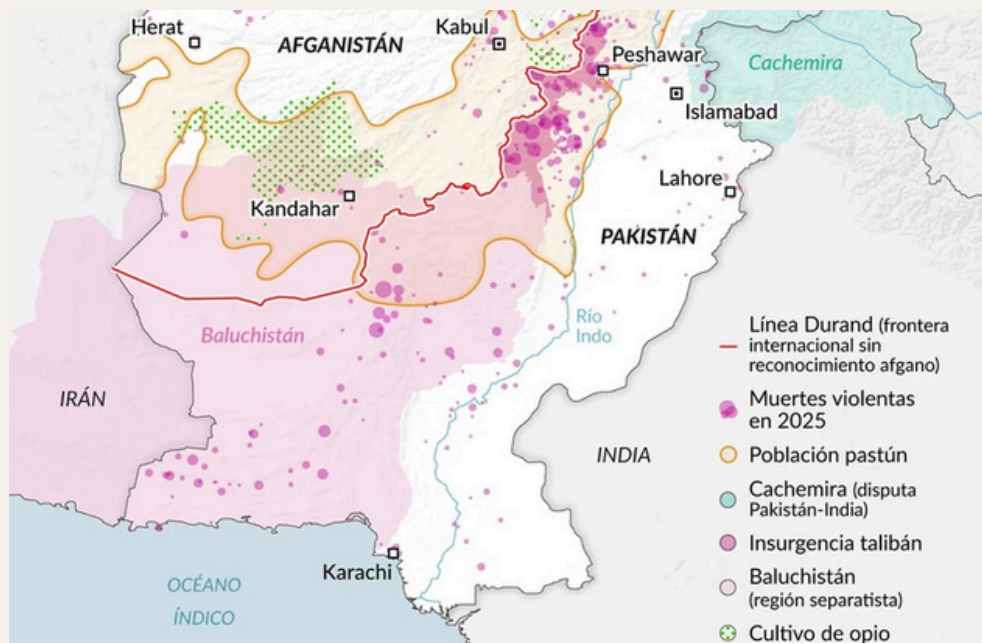 Herat
AFGANISTÁN
Kabul
Peshawar
Cachemira
Islamabad
Kandahar
Lahore
PAKISTÁN
Baluchistán
Río
Indo
IRÁN
INDIA
Karachi
OCÉANO
ÍNDICO
Línea Durand (frontera
internacional sin
reconocimiento afgano)
Muertes violentas
en 2025
Población pastún
Cachemira (disputa
Pakistán-India)
Insurgencia talibán
Baluchistán
(región separatista)
Cultivo de opio